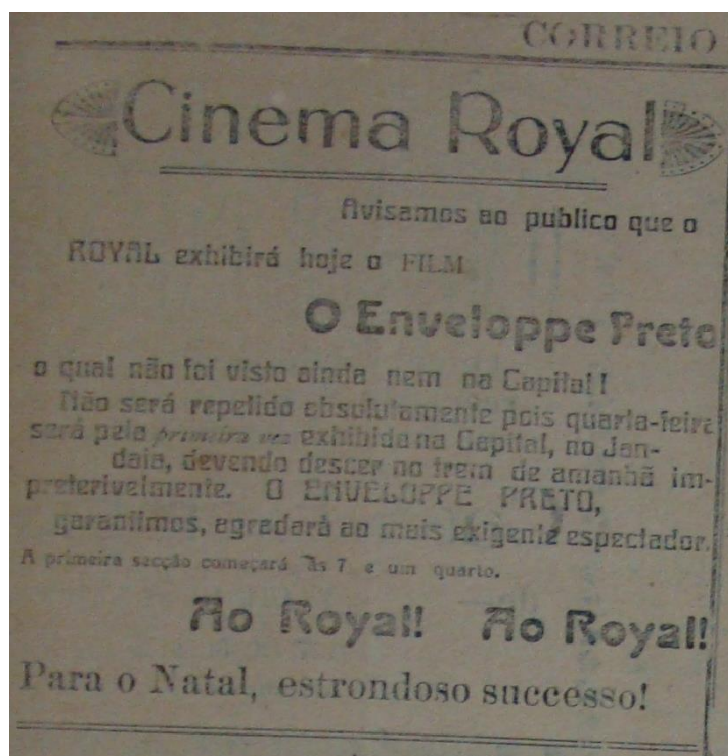 CORREIO
Cinema Royal
Avisamos ao publico que o
ROYAL exhibirá hoje o FILM
O Enveloppe Preto
o qual não foi visto ainda nem na Capital!
Não será repetido absolutamente pois quarta-feira
será pela primeira vez exhibida na Capital, no Jan-
daia, devendo descer no trem de amanhã im-
preterivelmente. O ENVELOPPE PRETO,
garantimos, agradará ao mais exigente espectador.
A primeira secção começará ás 7 e um quarto.
Ao Royal! Ao Royal!
Para o Natal, estrondoso successo!